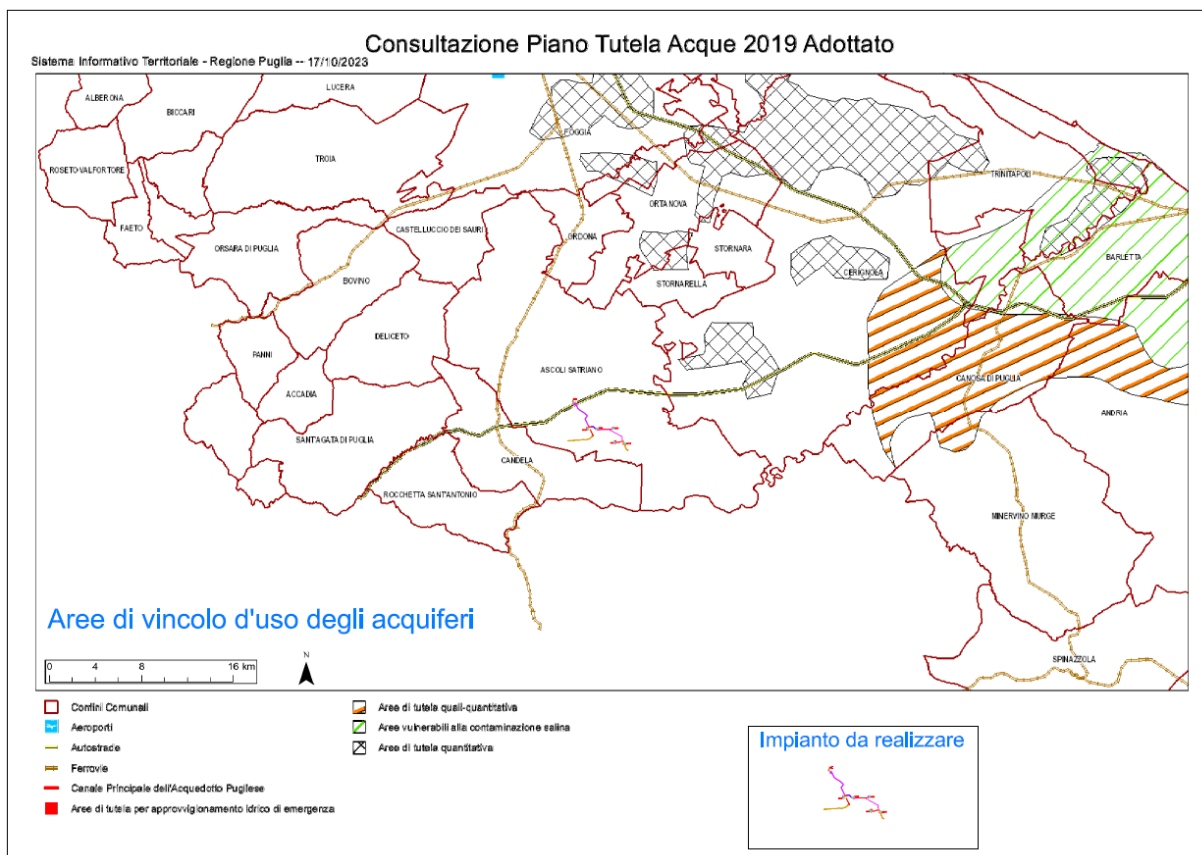 Consultazione Piano Tutela Acque 2019 Adottato
Sistema Informativo Territoriale - Regione Puglia -- 17/10/2023
LUCERA
ALBERONA
BICCARI
FOGGIA
TROIA
ROSETO VALFORTORE
TRINITAPOLI
ORTA NOVA
FAETO
CASTELLUCCIO DEI SAURI
ORDONA
ORSARA DI PUGLIA
STORNARA
BARLETTA
CERIGNOLA
BOVINO
STORNARELLA
DELICETO
PANNI
ASCOLI SATRIANO
CANOSA DI PUGLIA
ACCADIA
ANDRIA
SANT'AGATA DI PUGLIA
CANDELA
ROCCHETTA SANT'ANTONIO
MINERVINO MURGE
SPINAZZOLA
Aree di vincolo d'uso degli acquiferi
0 4 8 16 km
N
Confini Comunali
Aeroporti
Autostrade
Ferrovie
Canale Principale dell'Acquedotto Pugliese
Aree di tutela per approvvigionamento idrico di emergenza
Aree di tutela quali-quantitativa
Aree vulnerabili alla contaminazione salina
Aree di tutela quantitativa
Impianto da realizzare